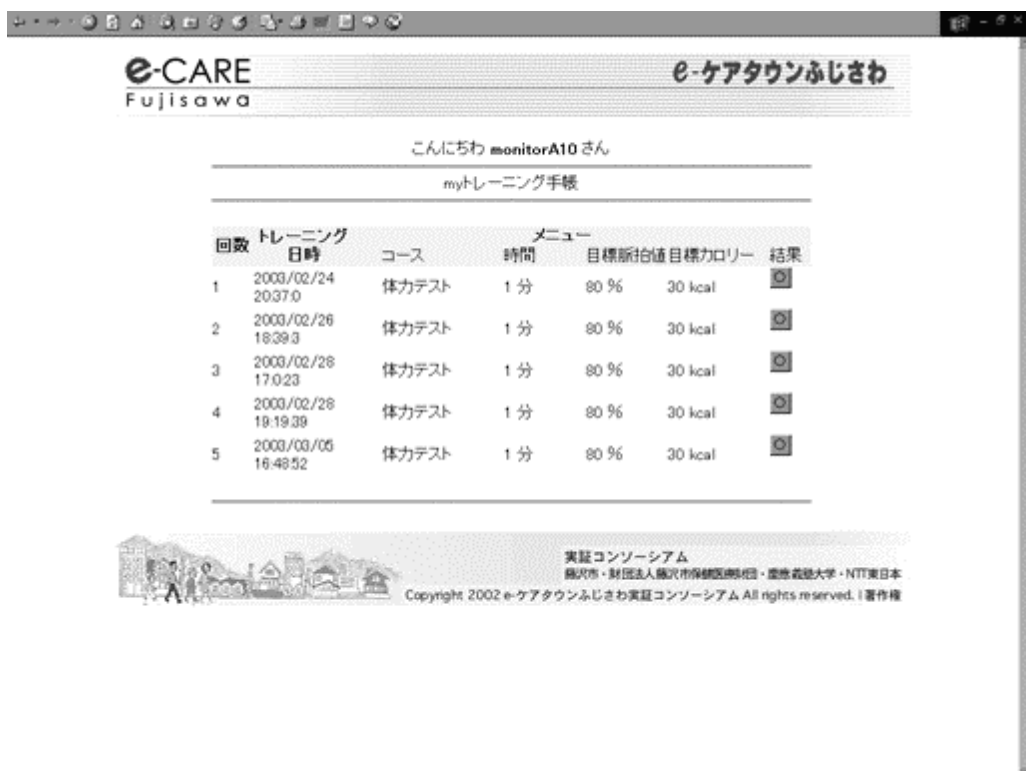 e-CARE
Fujisawa
e-ケアタウンふじさわ
こんにちわ monitorA10 さん
myトレーニング手帳
回数 トレーニング日時 メニュー
コース 時間 目標脈拍値 目標カロリー 結果
1 2003/02/24 20:37:0 体力テスト 1 分 80 % 30 kcal
2 2003/02/26 18:39:3 体力テスト 1 分 80 % 30 kcal
3 2003/02/28 17:0:23 体力テスト 1 分 80 % 30 kcal
4 2003/02/28 19:19:39 体力テスト 1 分 80 % 30 kcal
5 2003/03/05 16:48:52 体力テスト 1 分 80 % 30 kcal
実証コンソーシアム
藤沢市・財団法人藤沢市保健医療財団・慶應義塾大学・NTT東日本
Copyright 2002 e-ケアタウンふじさわ実証コンソーシアム All rights reserved. | 著作権